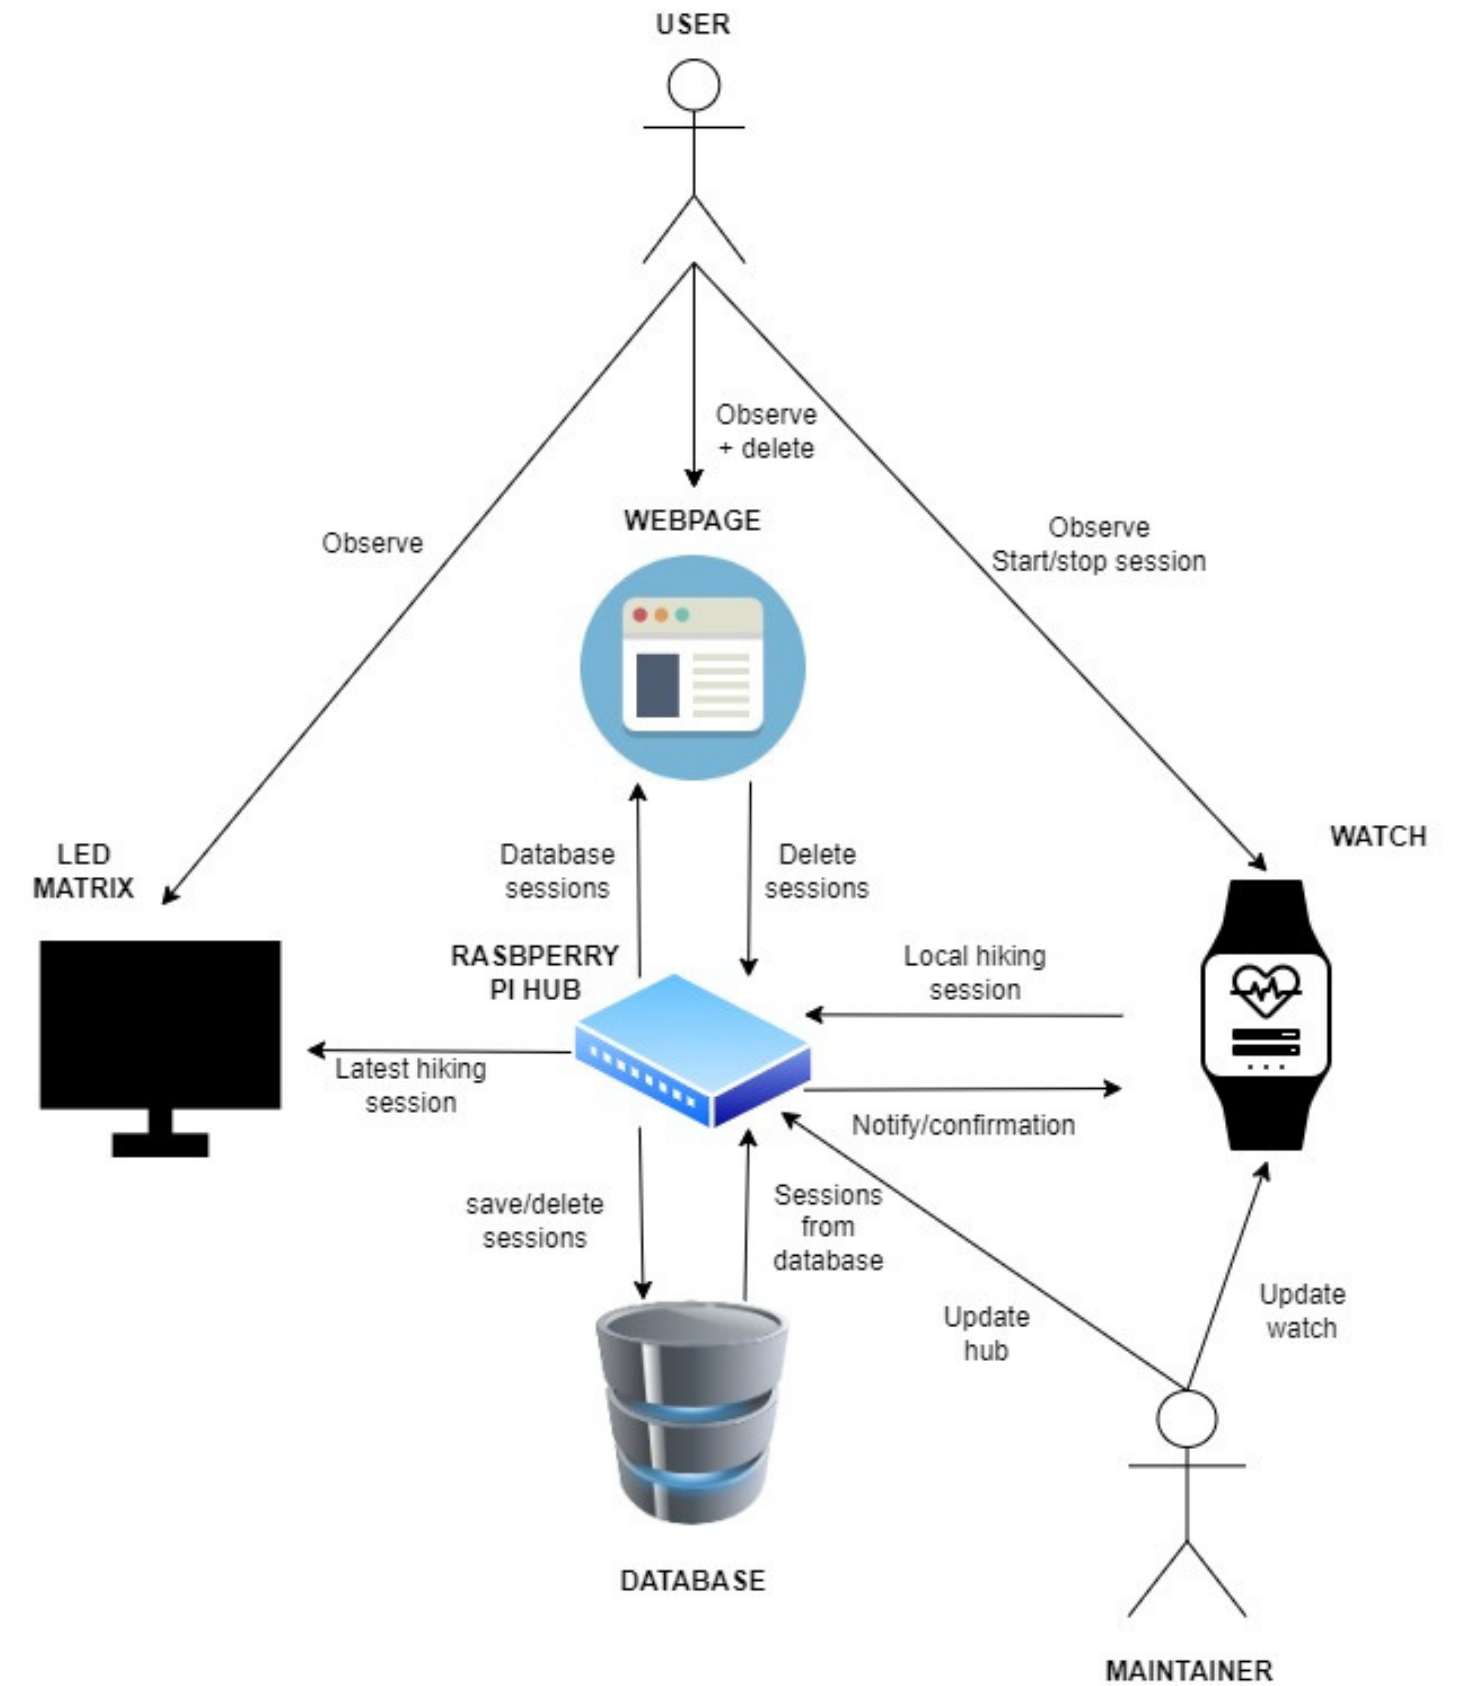 USER
Observe
+ delete
WEBPAGE
Observe
Observe
Start/stop session
LED
MATRIX
WATCH
Database
sessions
Delete
sessions
RASBPERRY
PI HUB
Local hiking
session
Latest hiking
session
Notify/confirmation
save/delete
sessions
Sessions
from
database
Update
hub
Update
watch
DATABASE
MAINTAINER